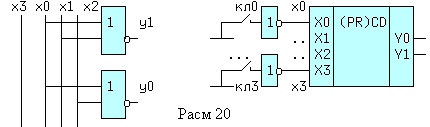 x3 x0 x1 x2 кл0 x0
1 y1 1 X0 (PR)CD
.. X1 Y0
... .. X2 Y1
1 y0 кл3 1 x3 X3
Расм 20